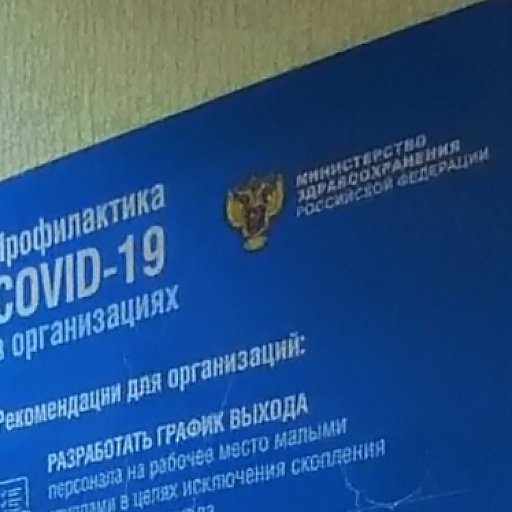 Профилактика
COVID-19
в организациях
МИНИСТЕРСТВО
ЗДРАВООХРАНЕНИЯ
РОССИЙСКОЙ ФЕДЕРАЦИИ
Рекомендации для организаций:
РАЗРАБОТАТЬ ГРАФИК ВЫХОДА
персонала на рабочее место малыми
группами в целях исключения скопления